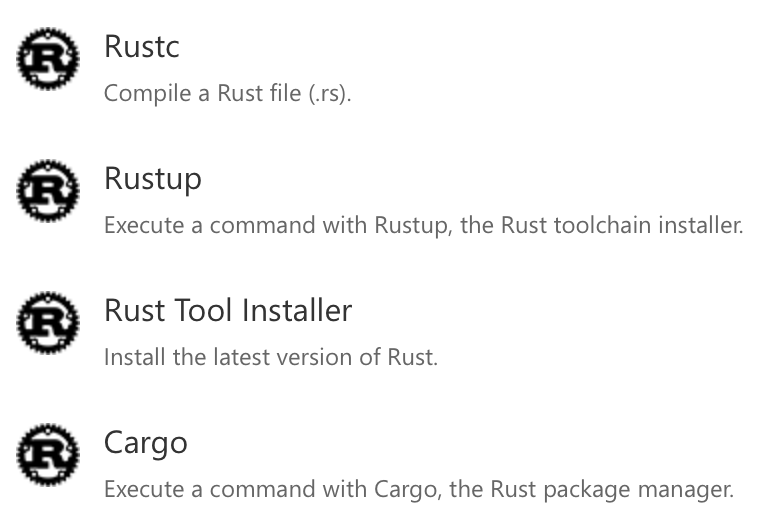 Rustc
Compile a Rust file (.rs).
Rustup
Execute a command with Rustup, the Rust toolchain installer.
Rust Tool Installer
Install the latest version of Rust.
Cargo
Execute a command with Cargo, the Rust package manager.